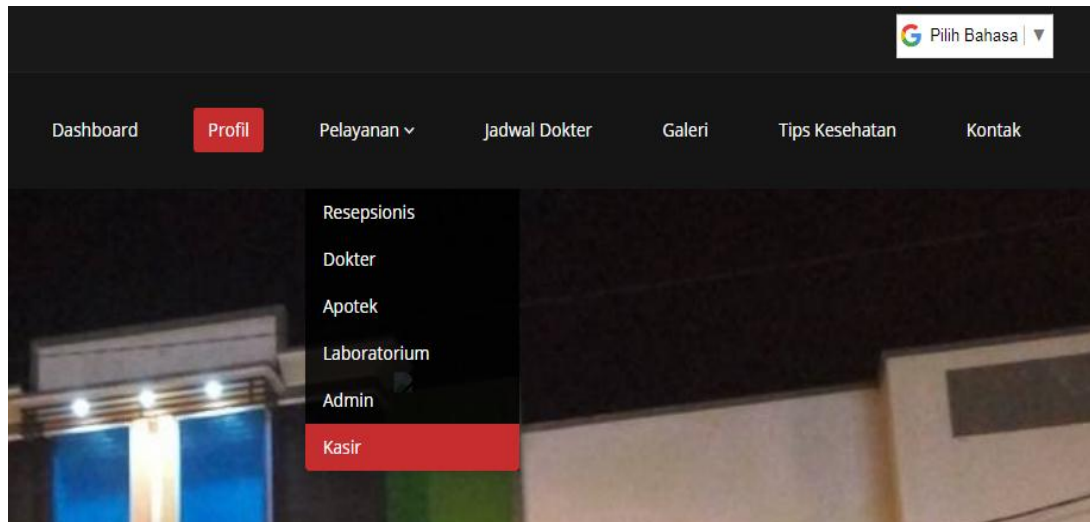 Pilih Bahasa
Dashboard Profil Pelayanan Jadwal Dokter Galeri Tips Kesehatan Kontak
Resepsionis
Dokter
Apotek
Laboratorium
Admin
Kasir